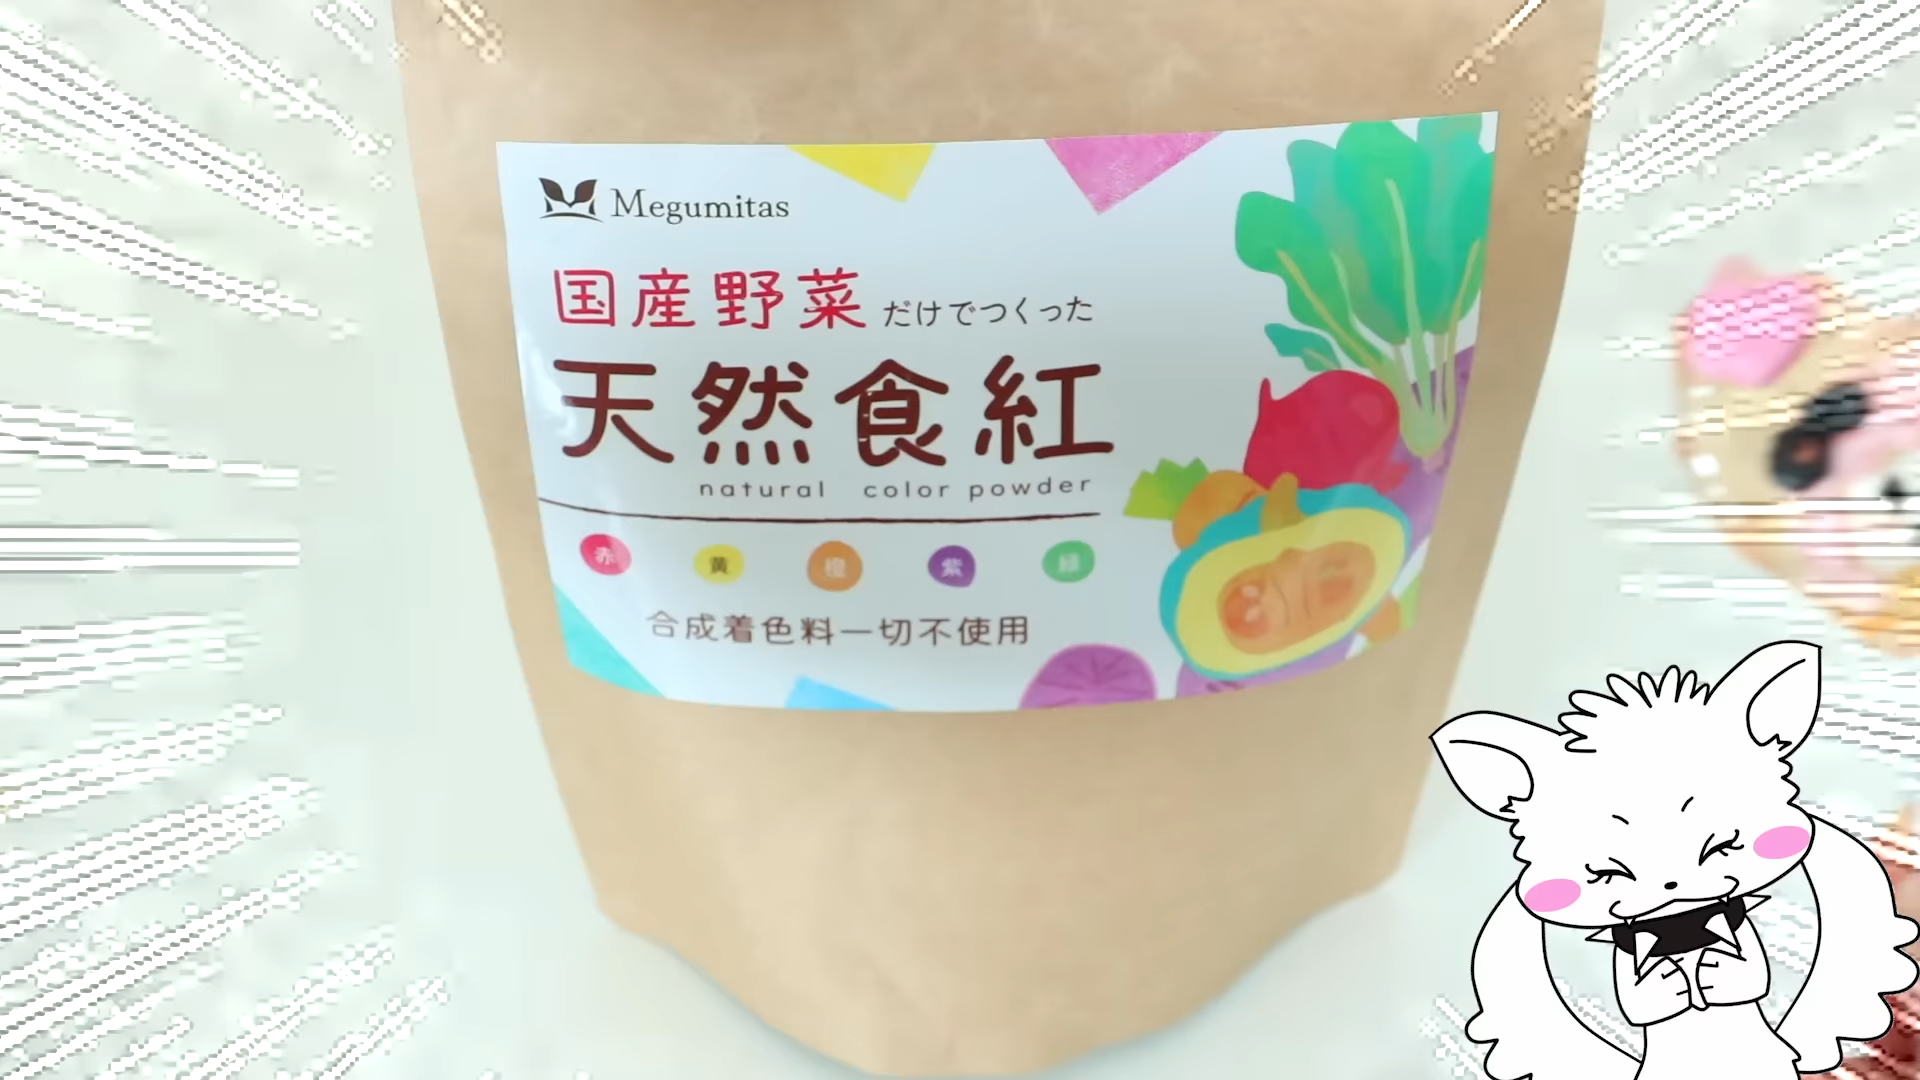 Megumitas
国産野菜だけでつくった
天然食紅
natural color powder
赤 黄 橙 紫 緑
合成着色料一切不使用